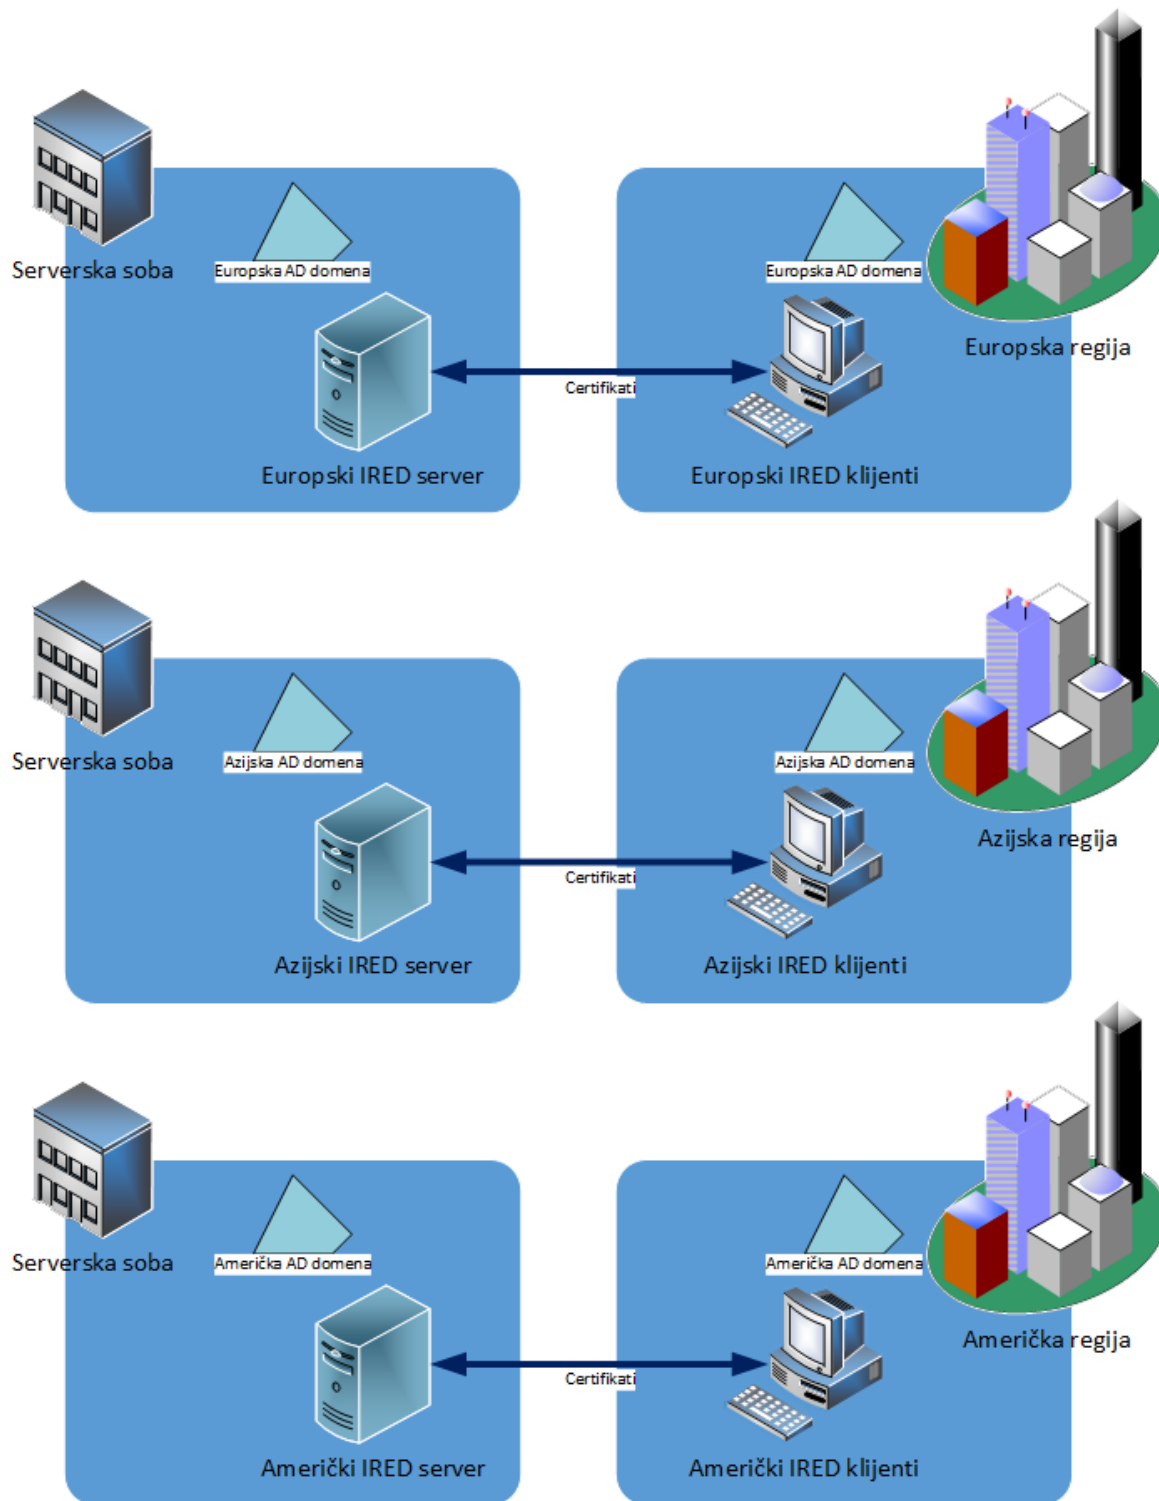 Serverska soba
Europska AD domena
Europska AD domena
Europska regija
Certifikati
Europski IRED server
Europski IRED klijenti
Serverska soba
Azijska AD domena
Azijska AD domena
Azijska regija
Certifikati
Azijski IRED server
Azijski IRED klijenti
Serverska soba
Američka AD domena
Američka AD domena
Američka regija
Certifikati
Američki IRED server
Američki IRED klijenti